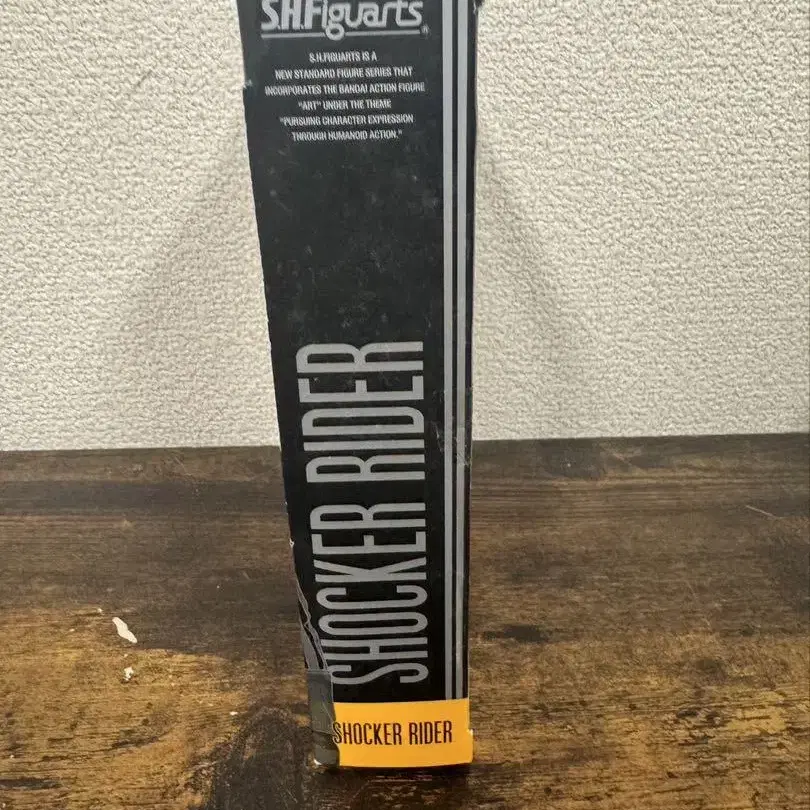 S.H.Figuarts
S.H.FIGUARTS IS A
NEW STANDARD FIGURE SERIES THAT
INCORPORATES THE BANDAI ACTION FIGURE
"ART" UNDER THE THEME
"PURSUING CHARACTER EXPRESSION
THROUGH HUMANOID ACTION."
SHOCKER RIDER
SHOCKER RIDER